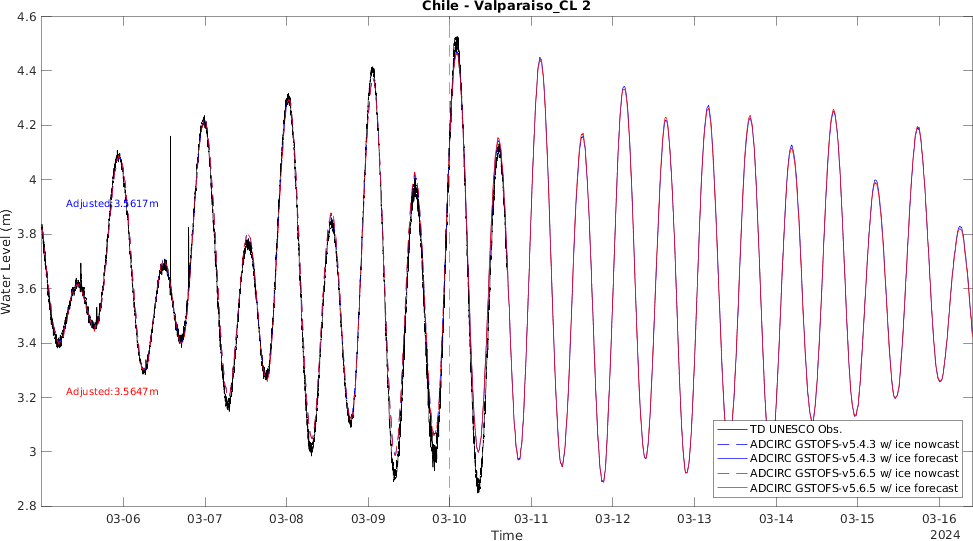 Chile - Valparaiso_CL 2
4.6
4.4
4.2
4
3.8
3.6
3.4
3.2
3
2.8
Water Level (m)
Adjusted:3.5617m
Adjusted:3.5647m
TD UNESCO Obs.
ADCIRC GSTOFS-v5.4.3 w/ ice nowcast
ADCIRC GSTOFS-v5.4.3 w/ ice forecast
ADCIRC GSTOFS-v5.6.5 w/ ice nowcast
ADCIRC GSTOFS-v5.6.5 w/ ice forecast
03-06 03-07 03-08 03-09 03-10 03-11 03-12 03-13 03-14 03-15 03-16
Time
2024